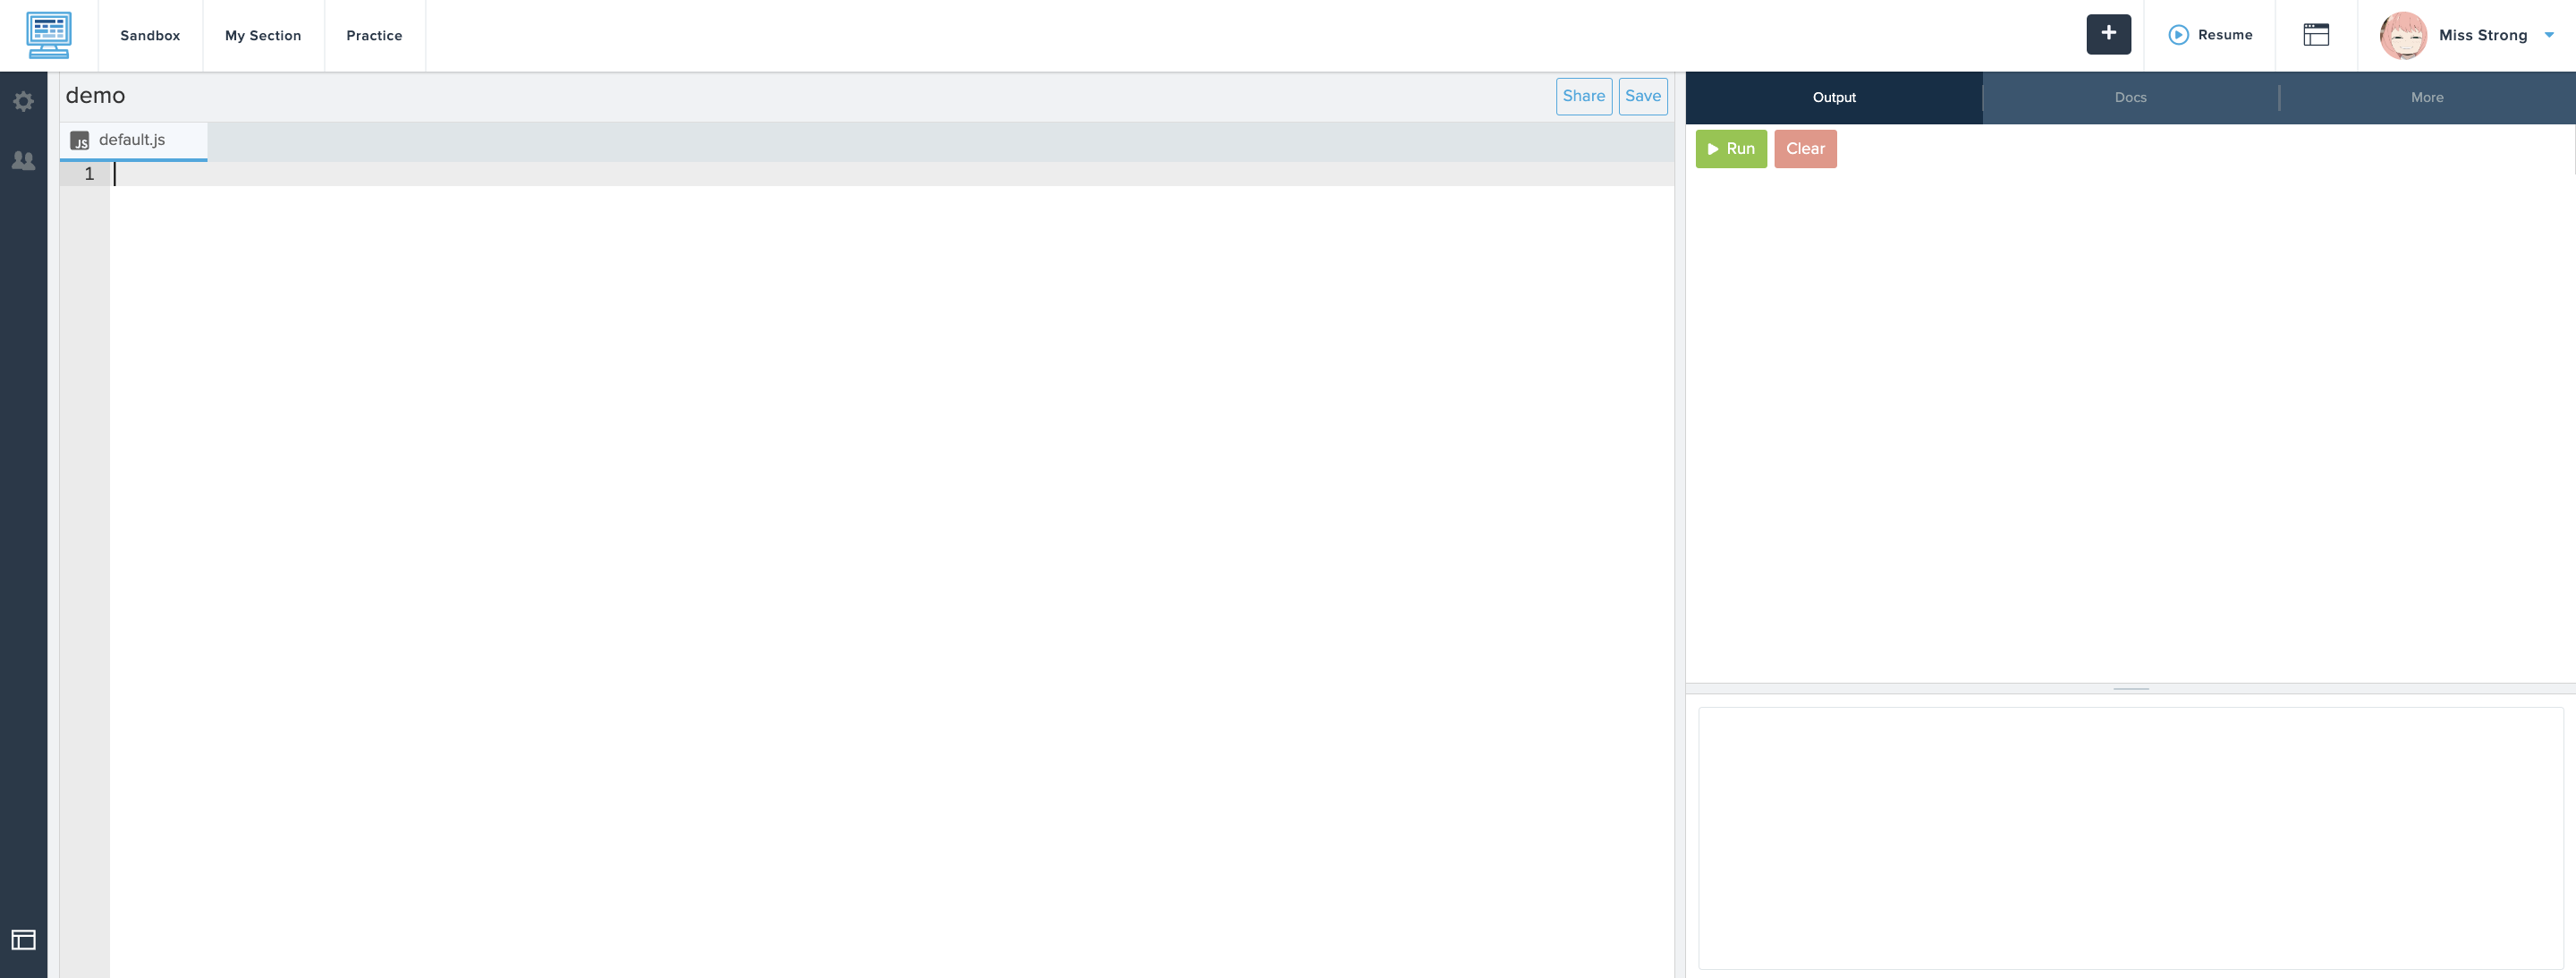 Sandbox
My Section
Practice
+
Resume
Miss Strong
demo
Share
Save
Output
Docs
More
JS default.js
Run
Clear
1